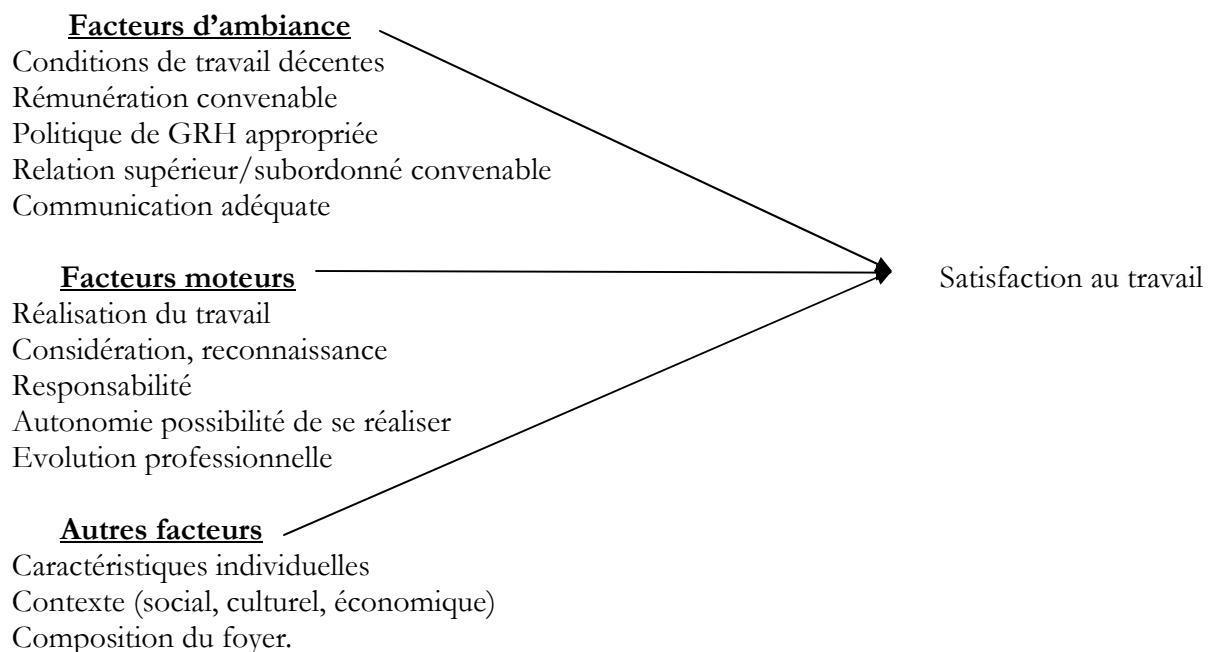 Facteurs d’ambiance
Conditions de travail décentes
Rémunération convenable
Politique de GRH appropriée
Relation supérieur/subordonné convenable
Communication adéquate
Facteurs moteurs
Satisfaction au travail
Réalisation du travail
Considération, reconnaissance
Responsabilité
Autonomie possibilité de se réaliser
Evolution professionnelle
Autres facteurs
Caractéristiques individuelles
Contexte (social, culturel, économique)
Composition du foyer.